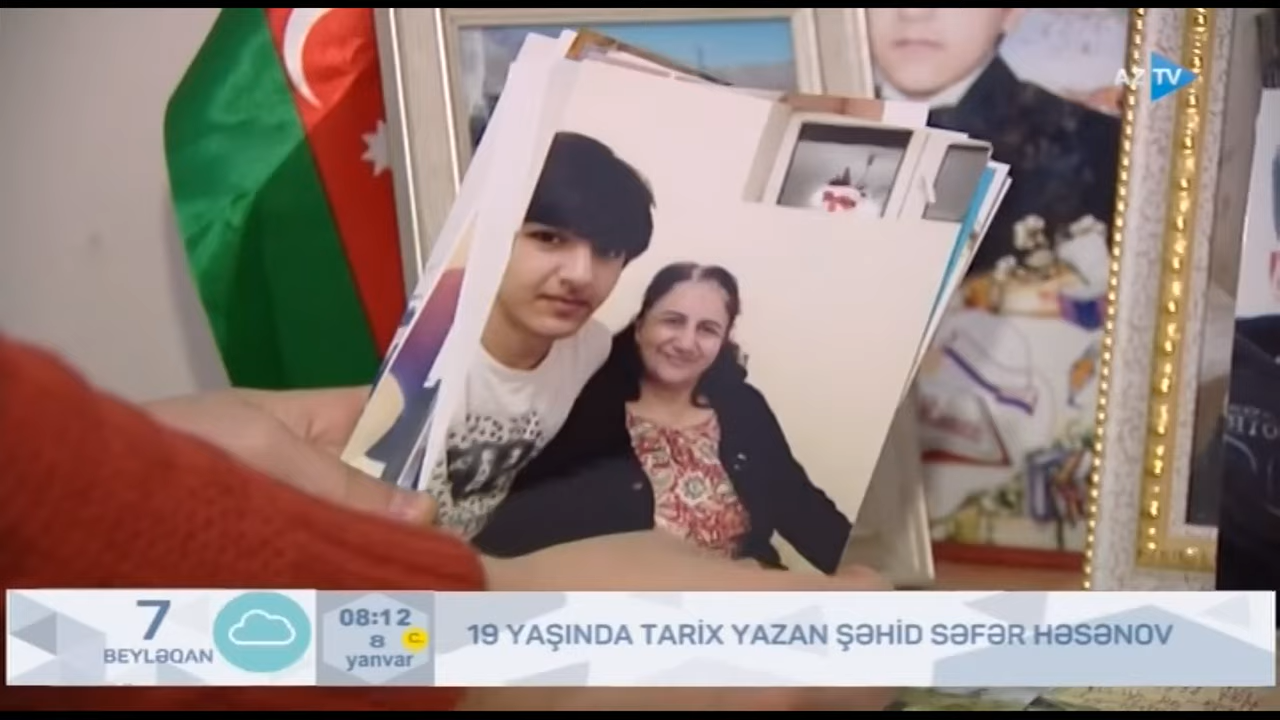 AZ TV
7
BEYLƏQAN
08:12
8
C.
yanvar
19 YAŞINDA TARİX YAZAN ŞƏHİD SƏFƏR HƏSƏNOV